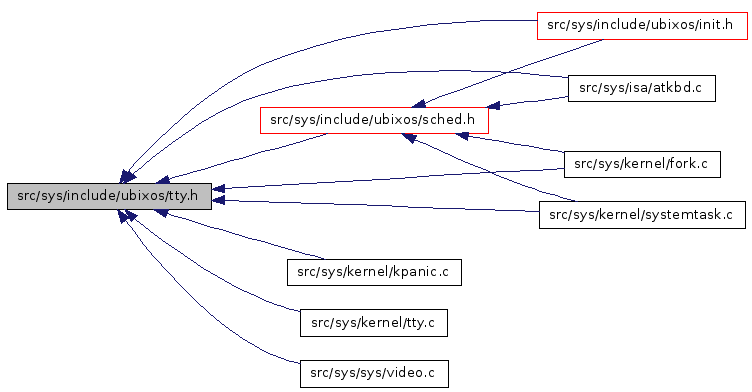 src/sys/include/ubixos/init.h
src/sys/isa/atkbd.c
src/sys/include/ubixos/sched.h
src/sys/kernel/fork.c
src/sys/include/ubixos/tty.h
src/sys/kernel/systemtask.c
src/sys/kernel/kpanic.c
src/sys/kernel/tty.c
src/sys/sys/video.c